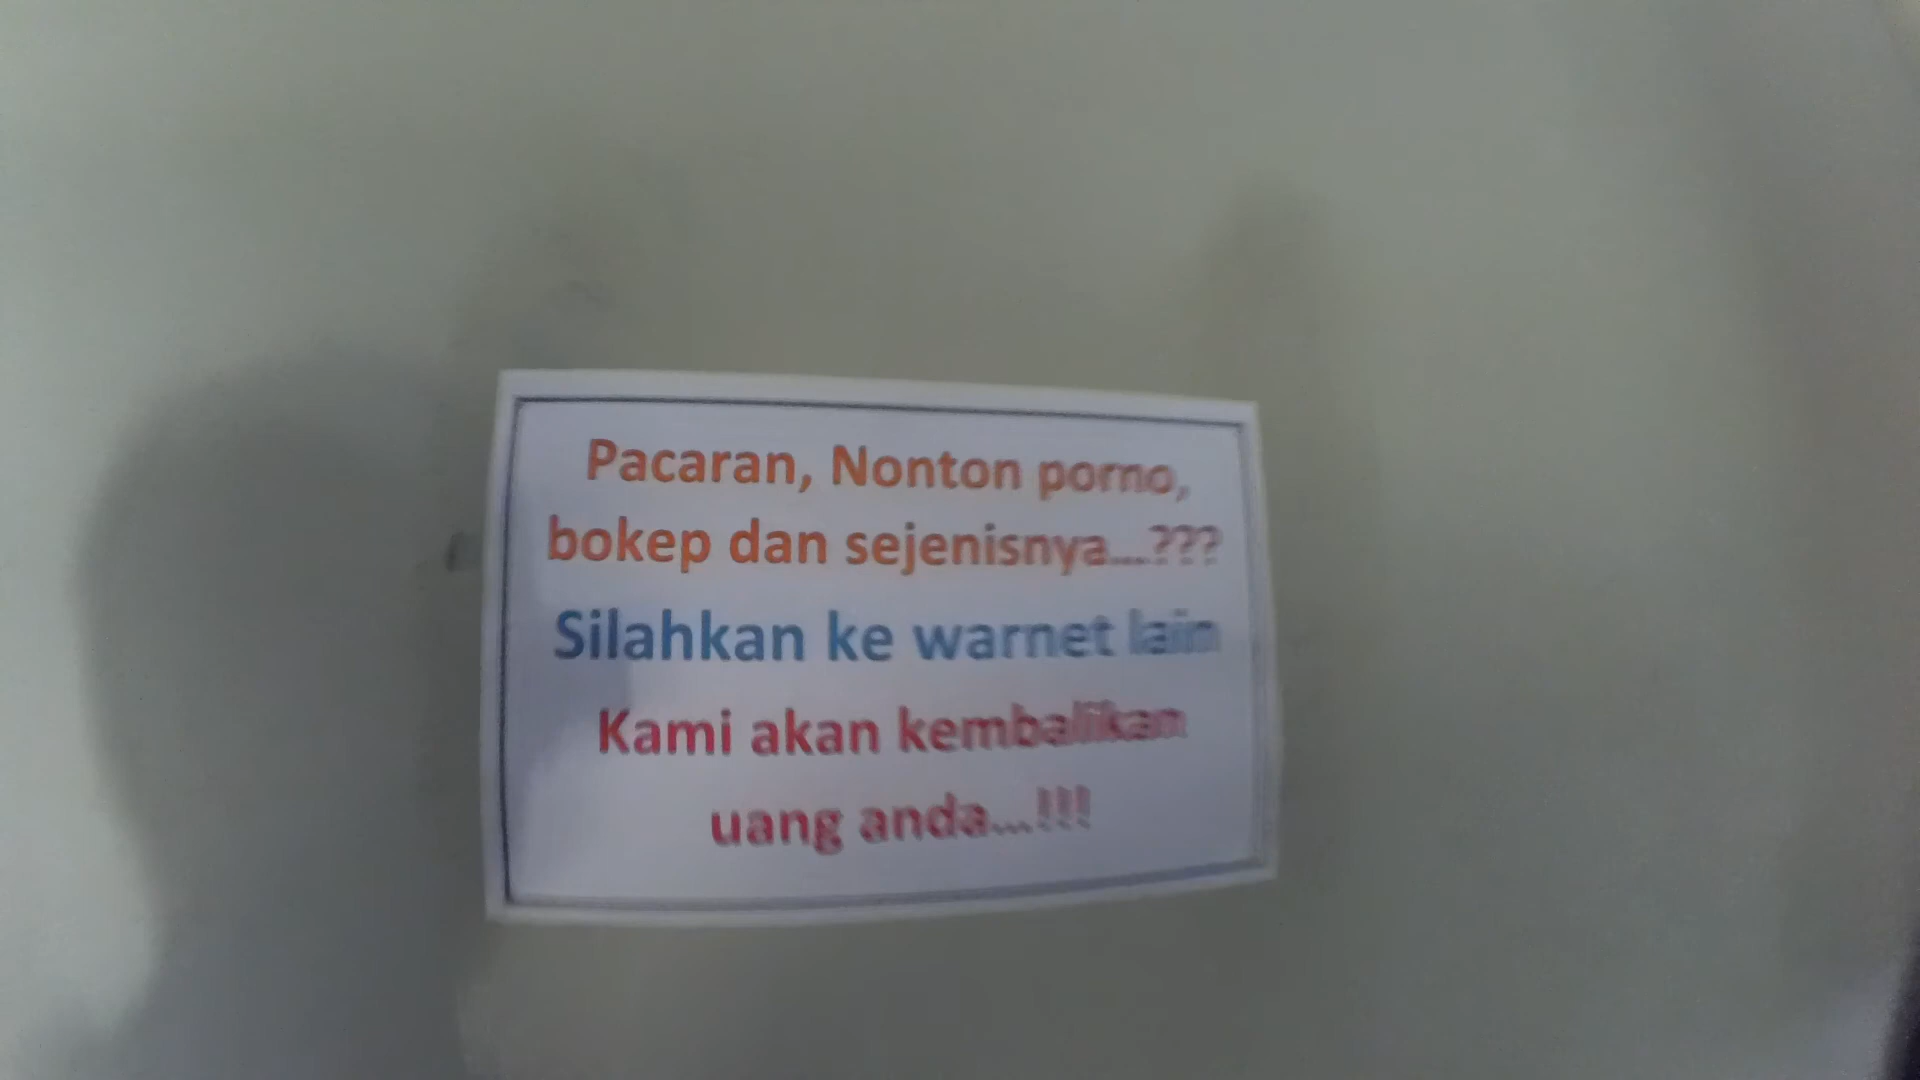 Pacaran, Nonton porno,
bokep dan sejenisnya...???
Silahkan ke warnet lain
Kami akan kembalikan
uang anda...!!!